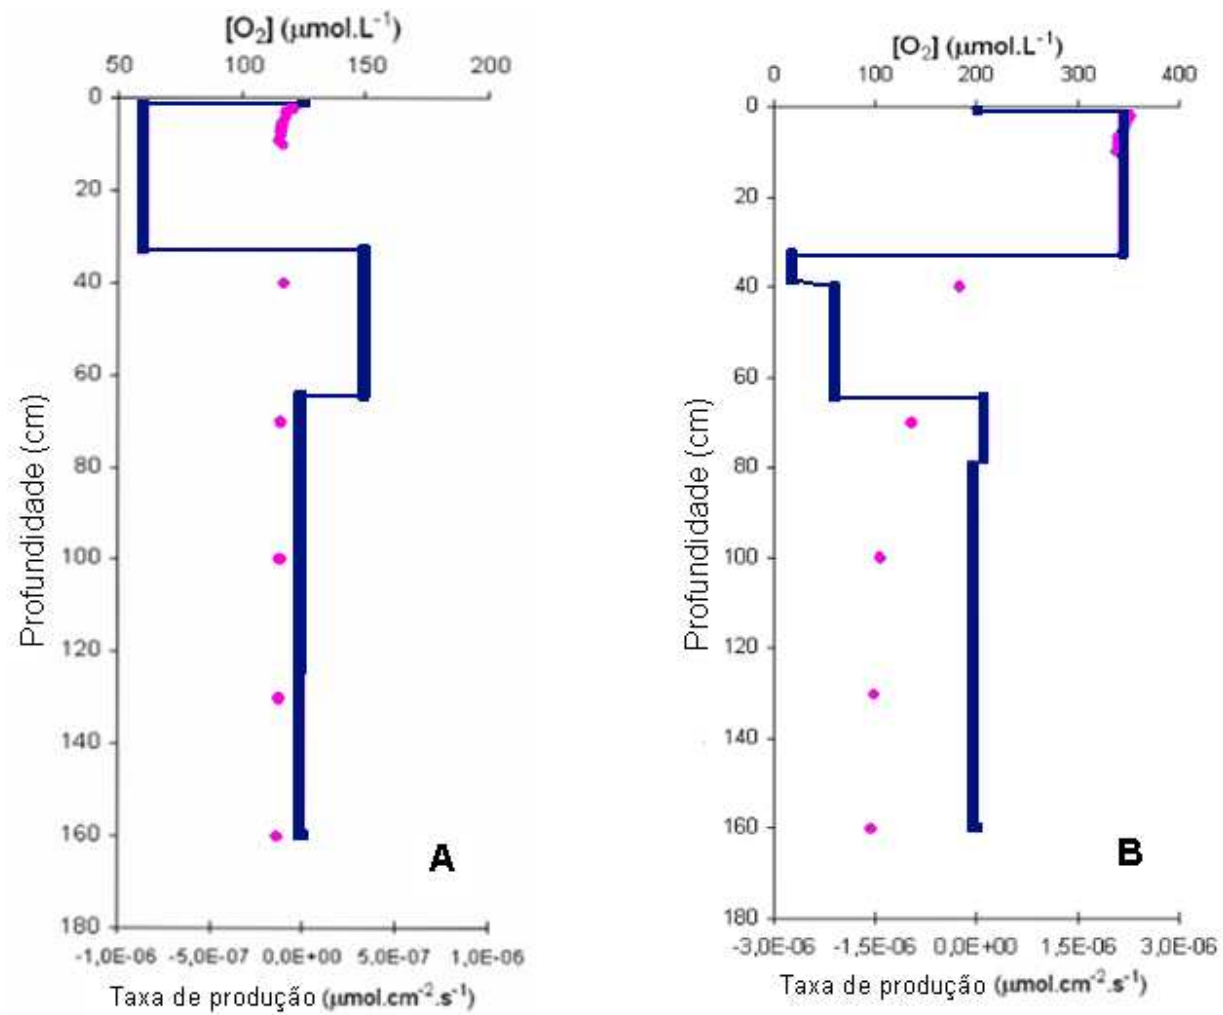 [O₂] (μmol.L⁻¹)
50 100 150 200
0
20
40
60
80
100
120
140
160
180
Profundidade (cm)
A
-1,0E-06 -5,0E-07 0,0E+00 5,0E-07 1,0E-06
Taxa de produção (μmol.cm⁻².s⁻¹)
[O₂] (μmol.L⁻¹)
0 100 200 300 400
0
20
40
60
80
100
120
140
160
180
Profundidade (cm)
B
-3,0E-06 -1,5E-06 0,0E+00 1,5E-06 3,0E-06
Taxa de produção (μmol.cm⁻².s⁻¹)